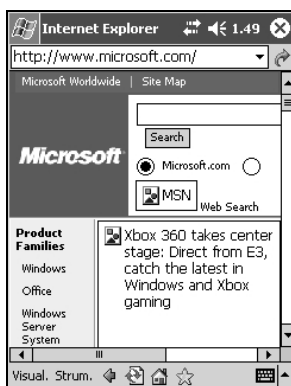 Internet Explorer 1.49
http://www.microsoft.com/
Microsoft Worldwide | Site Map
Search
Microsoft
Microsoft.com
MSN
Web Search
Product
Families
Windows
Office
Windows
Server
System
Xbox 360 takes center
stage: Direct from E3,
catch the latest in
Windows and Xbox
gaming
Visual. Strum.